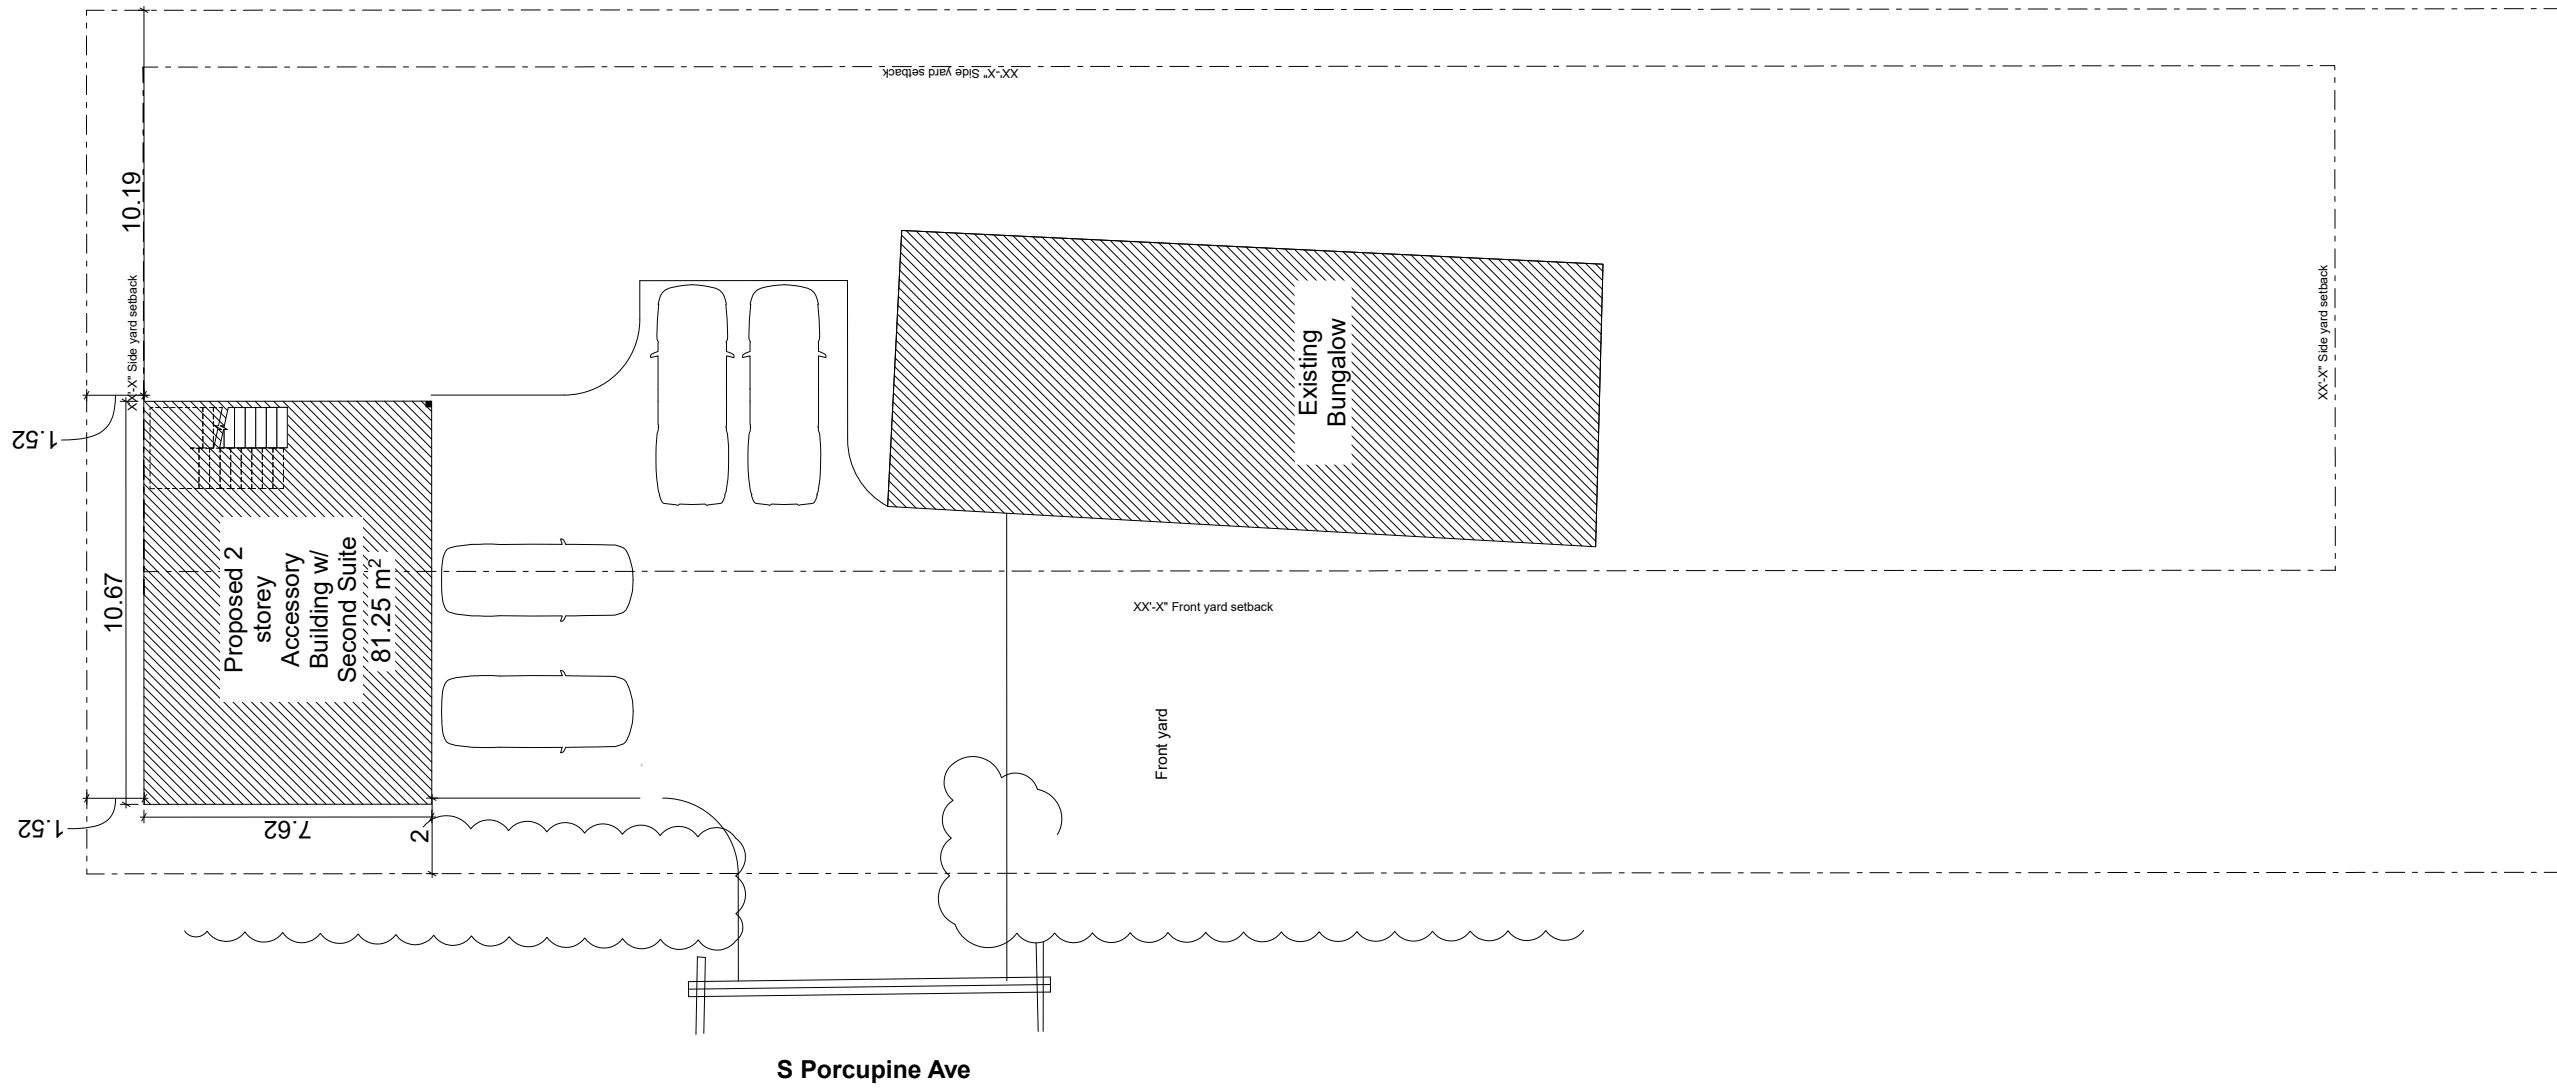 XX'-X" Side yard setback
10.19
XX'-X" Side yard setback
XX'-X" Side yard setback
Existing
Bungalow
1.52
10.67
Proposed 2
storey
Accessory
Building w/
Second Suite
81.25 m²
XX'-X" Front yard setback
Front yard
1.52
7.62
2
S Porcupine Ave